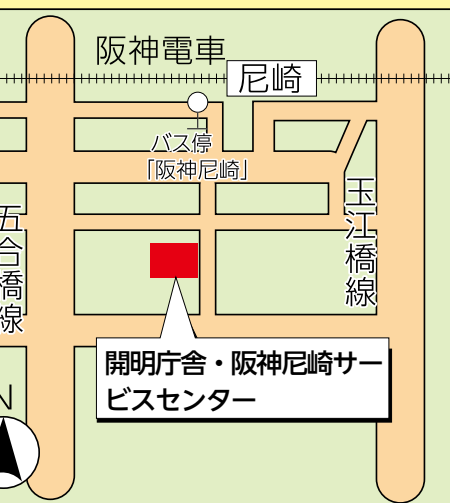 阪神電車
尼崎
バス停
「阪神尼崎」
玉江橋線
五合橋線
開明庁舎・阪神尼崎サー
ビスセンター
N